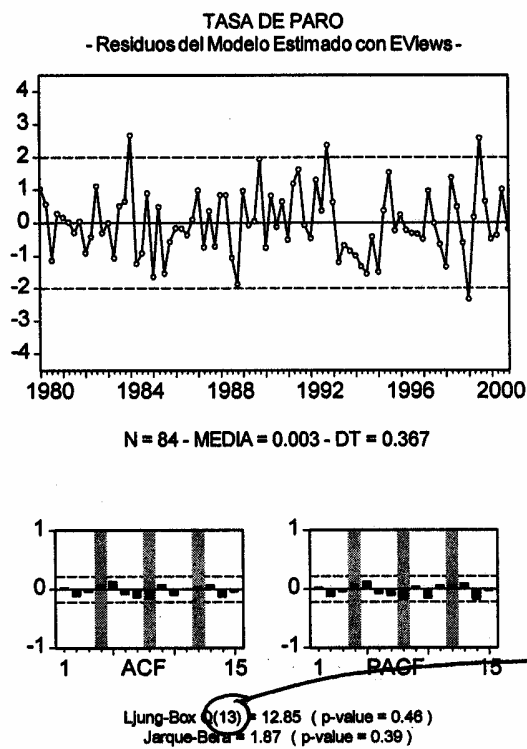 TASA DE PARO
- Residuos del Modelo Estimado con EViews -
4
3
2
1
0
-1
-2
-3
-4
1980 1984 1988 1992 1996 2000
N = 84 - MEDIA = 0.003 - DT = 0.367
1 1
0 0
-1 -1
1 ACF 15 1 PACF 15
Ljung-Box Q(13) = 12.85 ( p-value = 0.46 )
Jarque-Bera = 1.87 ( p-value = 0.39 )